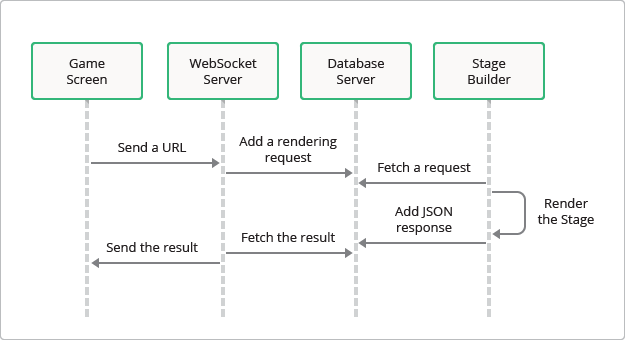 Game
Screen
WebSocket
Server
Database
Server
Stage
Builder
Send a URL
Add a rendering
request
Fetch a request
Render
the Stage
Add JSON
response
Fetch the result
Send the result